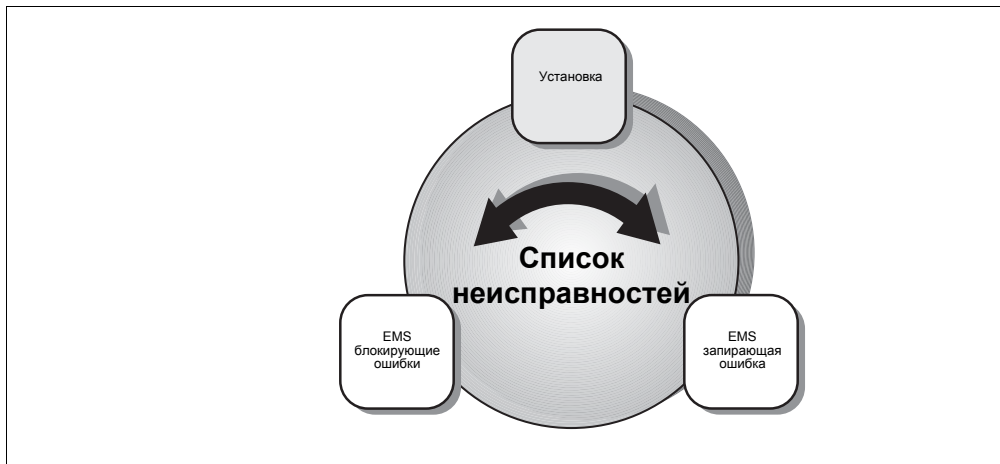 Установка
Список
неисправностей
EMS
блокирующие
ошибки
EMS
запирающая
ошибка